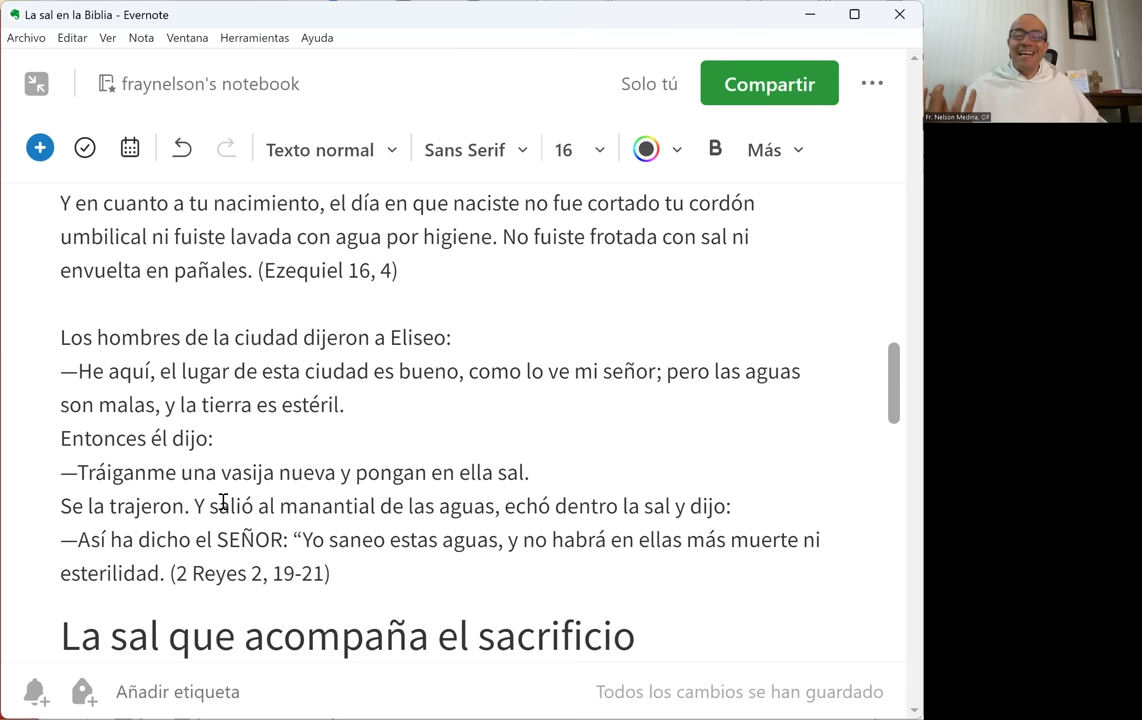 La sal en la Biblia - Evernote
Archivo Editar Ver Nota Ventana Herramientas Ayuda
fraynelson's notebook
Solo tú
Compartir
Texto normal
Sans Serif
16
B
Más
Y en cuanto a tu nacimiento, el día en que naciste no fue cortado tu cordón
umbilical ni fuiste lavada con agua por higiene. No fuiste frotada con sal ni
envuelta en pañales. (Ezequiel 16, 4)
Los hombres de la ciudad dijeron a Eliseo:
—He aquí, el lugar de esta ciudad es bueno, como lo ve mi señor; pero las aguas
son malas, y la tierra es estéril.
Entonces él dijo:
—Tráiganme una vasija nueva y pongan en ella sal.
Se la trajeron. Y salió al manantial de las aguas, echó dentro la sal y dijo:
—Así ha dicho el SEÑOR: “Yo saneo estas aguas, y no habrá en ellas más muerte ni
esterilidad. (2 Reyes 2, 19-21)
La sal que acompaña el sacrificio
Añadir etiqueta
Todos los cambios se han guardado
Fr. Nelson Medina, OP